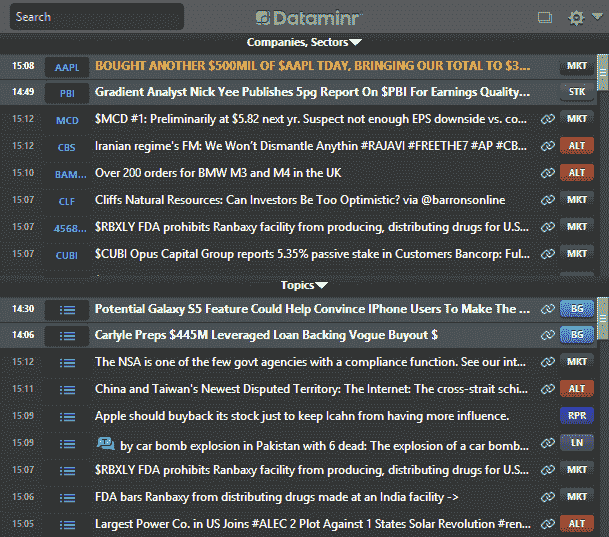 Search
Dataminr
Companies, Sectors
15:08 AAPL BOUGHT ANOTHER $500MIL OF $AAPL TDAY, BRINGING OUR TOTAL TO $3... MKT
14:49 PBI Gradient Analyst Nick Yee Publishes 5pg Report On $PBI For Earnings Quality... STK
15:12 MCD $MCD #1: Preliminarily at $5.82 next yr. Suspect not enough EPS downside vs. co... MKT
15:12 CBS Iranian regime's FM: We Won't Dismantle Anythin #RAJAVI #FREETHE7 #AP #CB... ALT
15:10 BAM... Over 200 orders for BMW M3 and M4 in the UK ALT
15:07 CLF Cliffs Natural Resources: Can Investors Be Too Optimistic? via @barronsonline MKT
15:07 4568... $RBXLY FDA prohibits Ranbaxy facility from producing, distributing drugs for U.S... MKT
15:07 CUBI $CUBI Opus Capital Group reports 5.35% passive stake in Customers Bancorp: Ful... MKT
Topics
14:30 Potential Galaxy S5 Feature Could Help Convince IPhone Users To Make The ... BG
14:06 Carlyle Preps $445M Leveraged Loan Backing Vogue Buyout $ BG
15:12 The NSA is one of the few govt agencies with a compliance function. See our int... MKT
15:11 China and Taiwan's Newest Disputed Territory: The Internet: The cross-strait schi... ALT
15:09 Apple should buyback its stock just to keep Icahn from having more influence. RPR
15:09 by car bomb explosion in Pakistan with 6 dead: The explosion of a car bomb... LN
15:07 $RBXLY FDA prohibits Ranbaxy facility from producing, distributing drugs for U.S... MKT
15:06 FDA bars Ranbaxy from distributing drugs made at an India facility -> MKT
15:05 Largest Power Co. in US Joins #ALEC 2 Plot Against 1 States Solar Revolution #ren... ALT